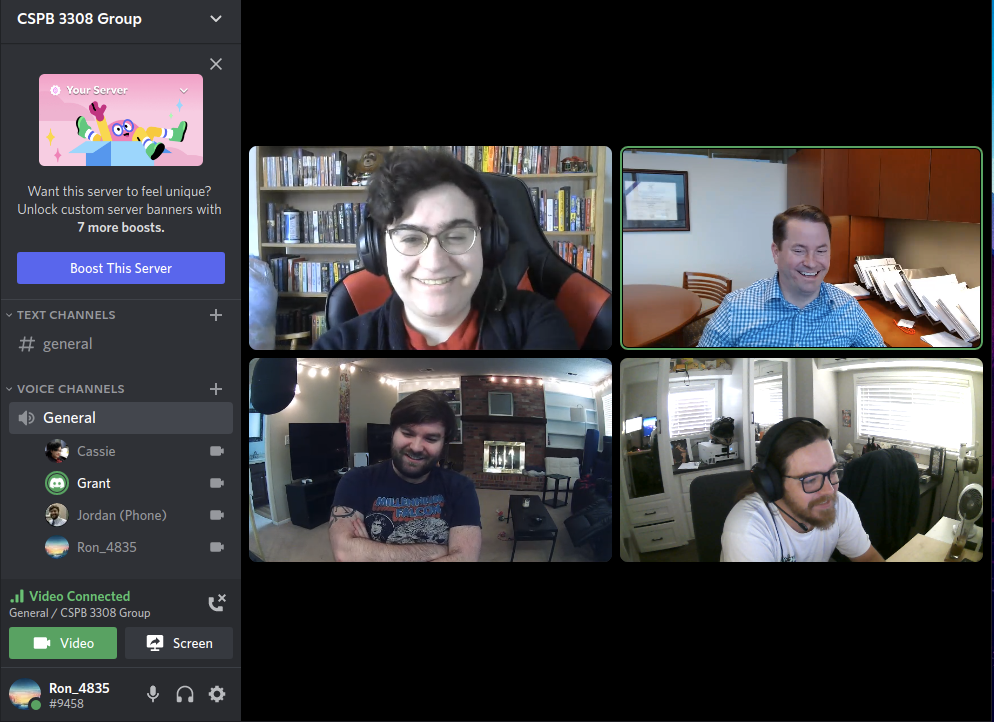 CSPB 3308 Group
Your Server
Want this server to feel unique?
Unlock custom server banners with
7 more boosts.
Boost This Server
TEXT CHANNELS
general
VOICE CHANNELS
General
Cassie
Grant
Jordan (Phone)
Ron_4835
Video Connected
General / CSPB 3308 Group
Video
Screen
Ron_4835
#9458